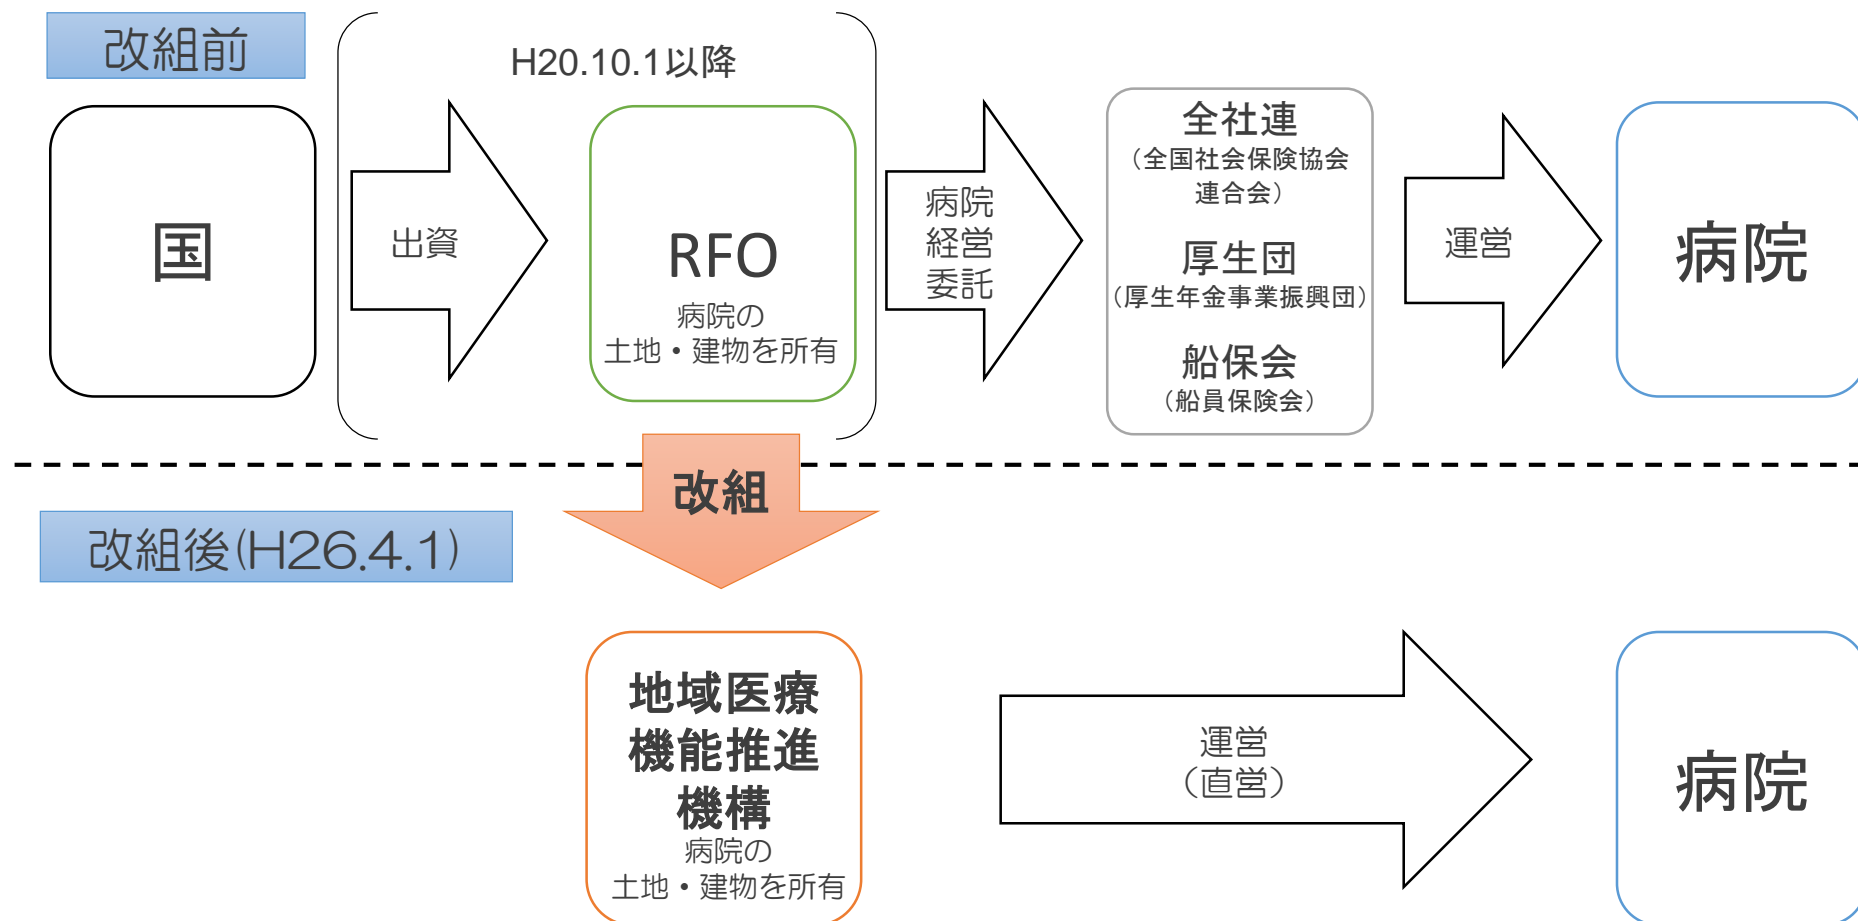 改組前
H20.10.1以降
国
出資
RFO
病院の
土地・建物を所有
病院
経営
委託
全社連
（全国社会保険協会
連合会）
厚生団
（厚生年金事業振興団）
船保会
（船員保険会）
運営
病院
改組
改組後(H26.4.1)
地域医療
機能推進
機構
病院の
土地・建物を所有
運営
（直営）
病院